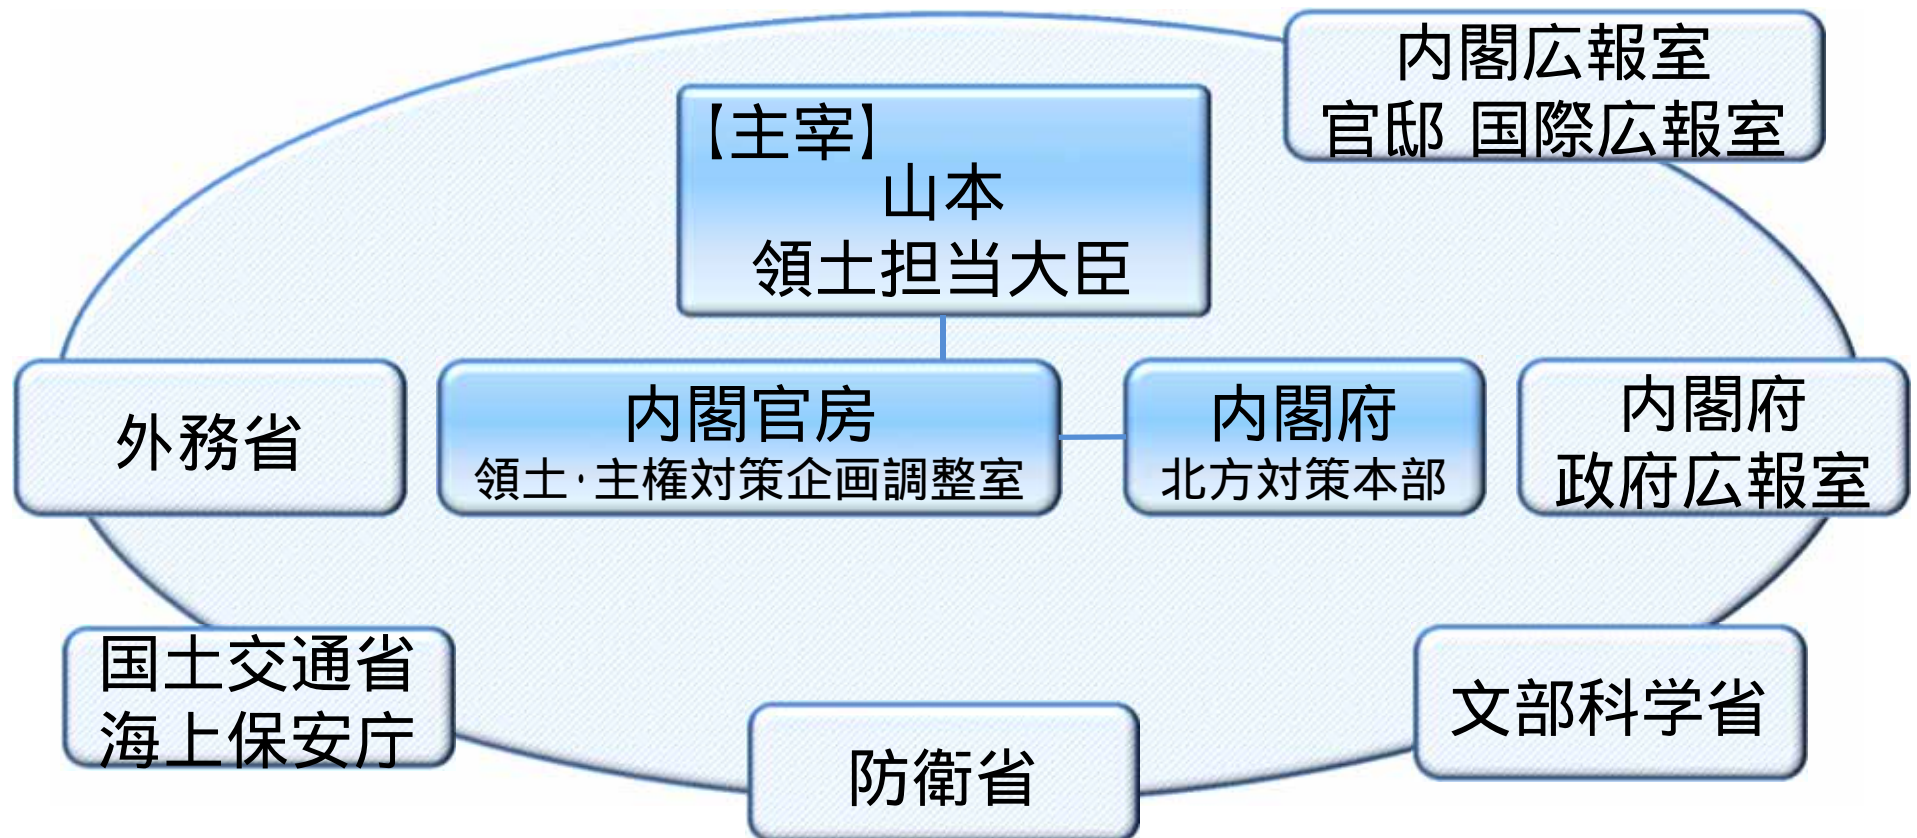 内閣広報室
官邸 国際広報室
【主宰】
山本
領土担当大臣
外務省
内閣官房
領土･主権対策企画調整室
内閣府
北方対策本部
内閣府
政府広報室
国土交通省
海上保安庁
防衛省
文部科学省